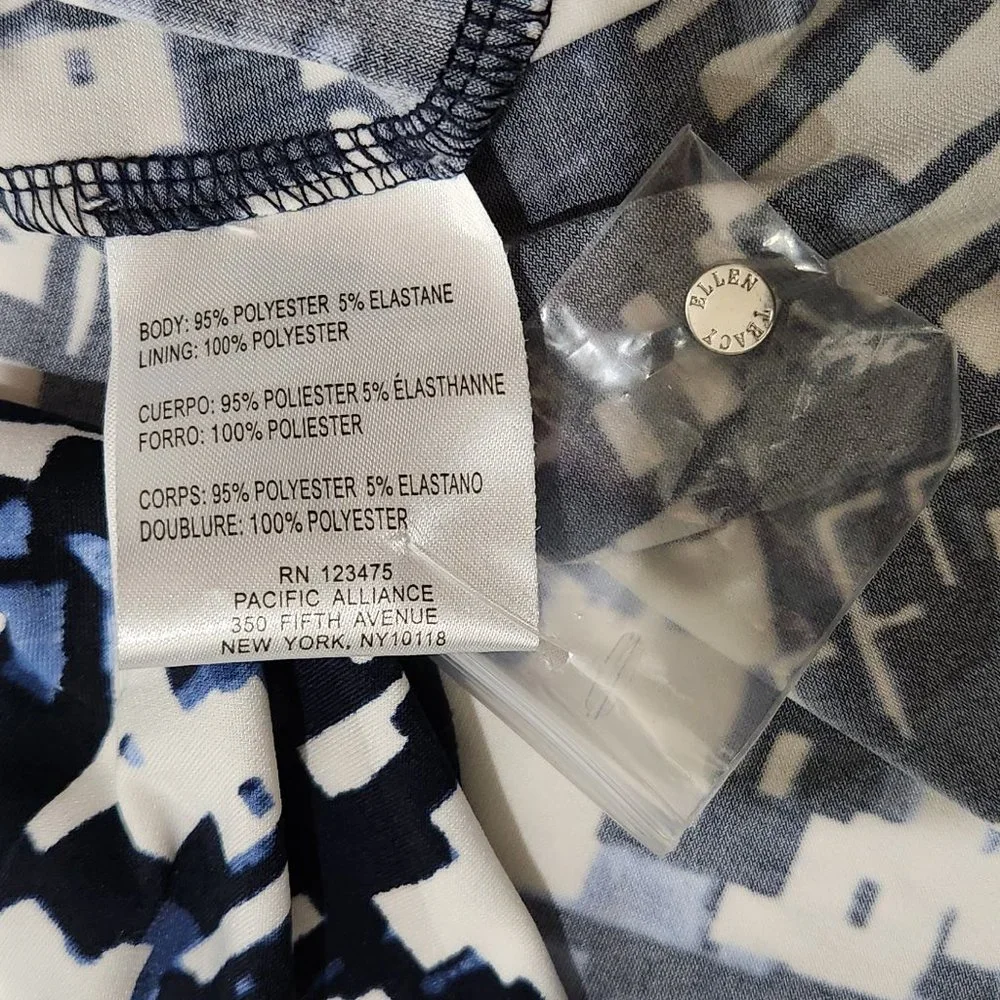 BODY: 95% POLYESTER 5% ELASTANE
LINING: 100% POLYESTER
CUERPO: 95% POLIESTER 5% ÉLASTHANNE
FORRO: 100% POLIESTER
CORPS: 95% POLYESTER 5% ELASTANO
DOUBLURE: 100% POLYESTER
RN 123475
PACIFIC ALLIANCE
350 FIFTH AVENUE
NEW YORK, NY10118
ELLEN TRACY